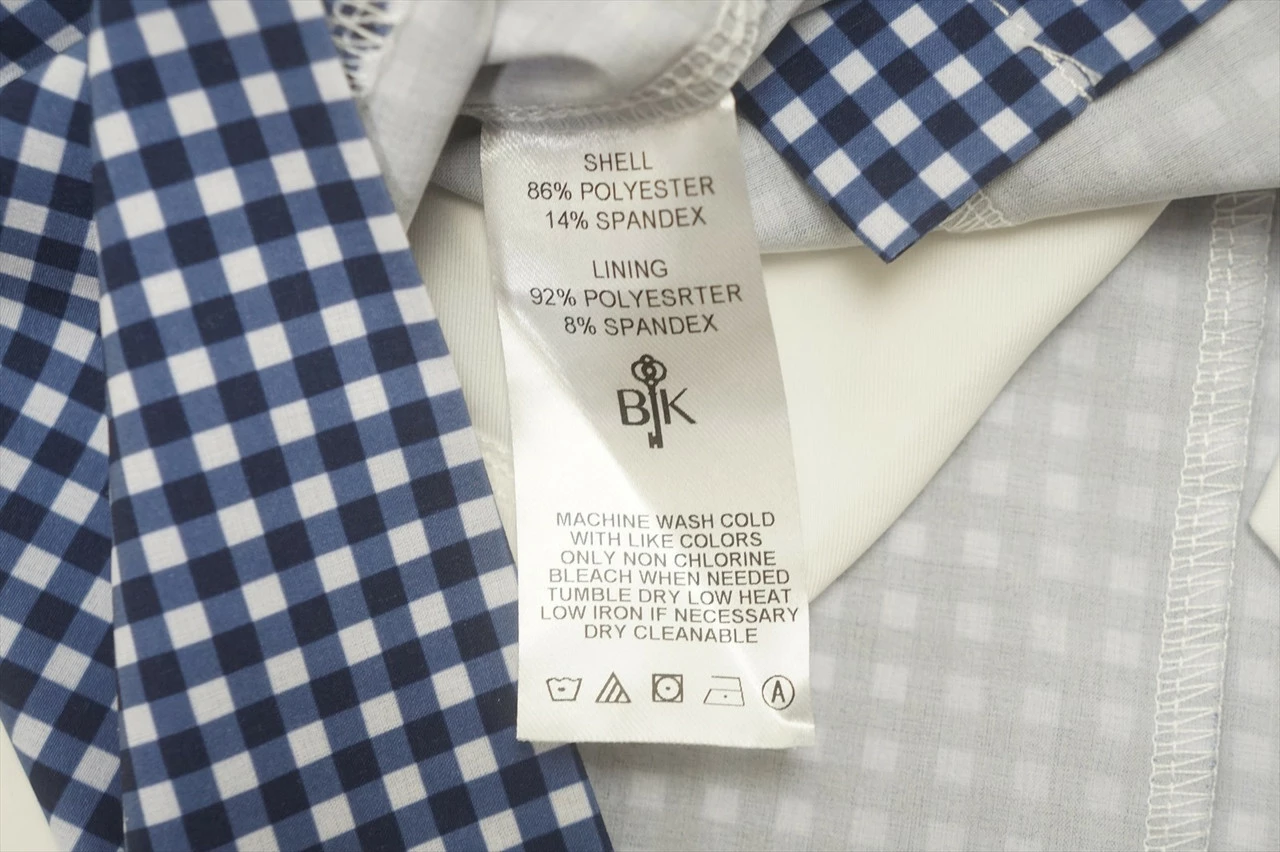 SHELL
86% POLYESTER
14% SPANDEX
LINING
92% POLYESRTER
8% SPANDEX
BK
MACHINE WASH COLD
WITH LIKE COLORS
ONLY NON CHLORINE
BLEACH WHEN NEEDED
TUMBLE DRY LOW HEAT
LOW IRON IF NECESSARY
DRY CLEANABLE
A